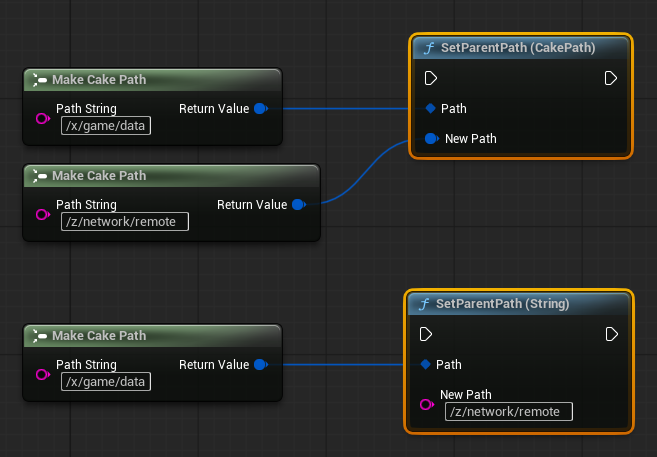 SetParentPath (CakePath)
Make Cake Path
Path String
Return Value
/x/game/data
Path
New Path
Make Cake Path
Path String
Return Value
/z/network/remote
SetParentPath (String)
Make Cake Path
Path String
Return Value
/x/game/data
Path
New Path
/z/network/remote